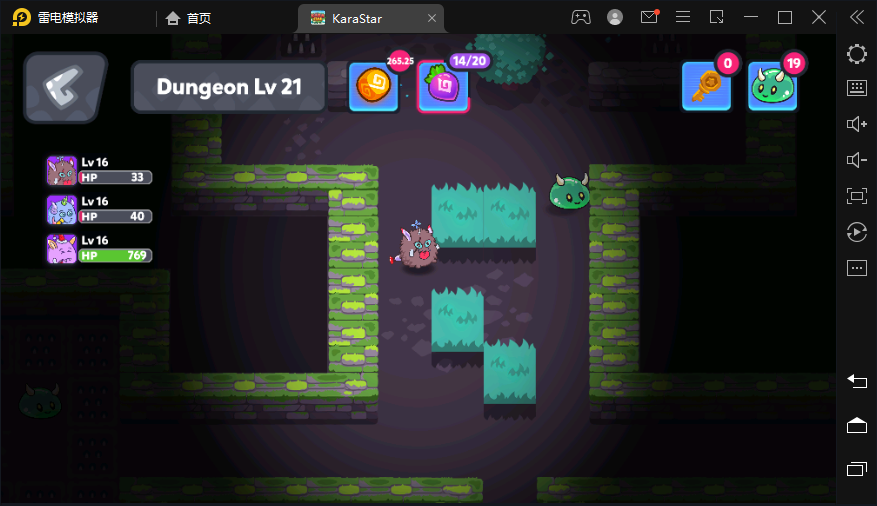 雷电模拟器
首页
KaraStar
265.25
14/20
0
19
Dungeon Lv 21
Lv 16
HP 33
Lv 16
HP 40
Lv 16
HP 769